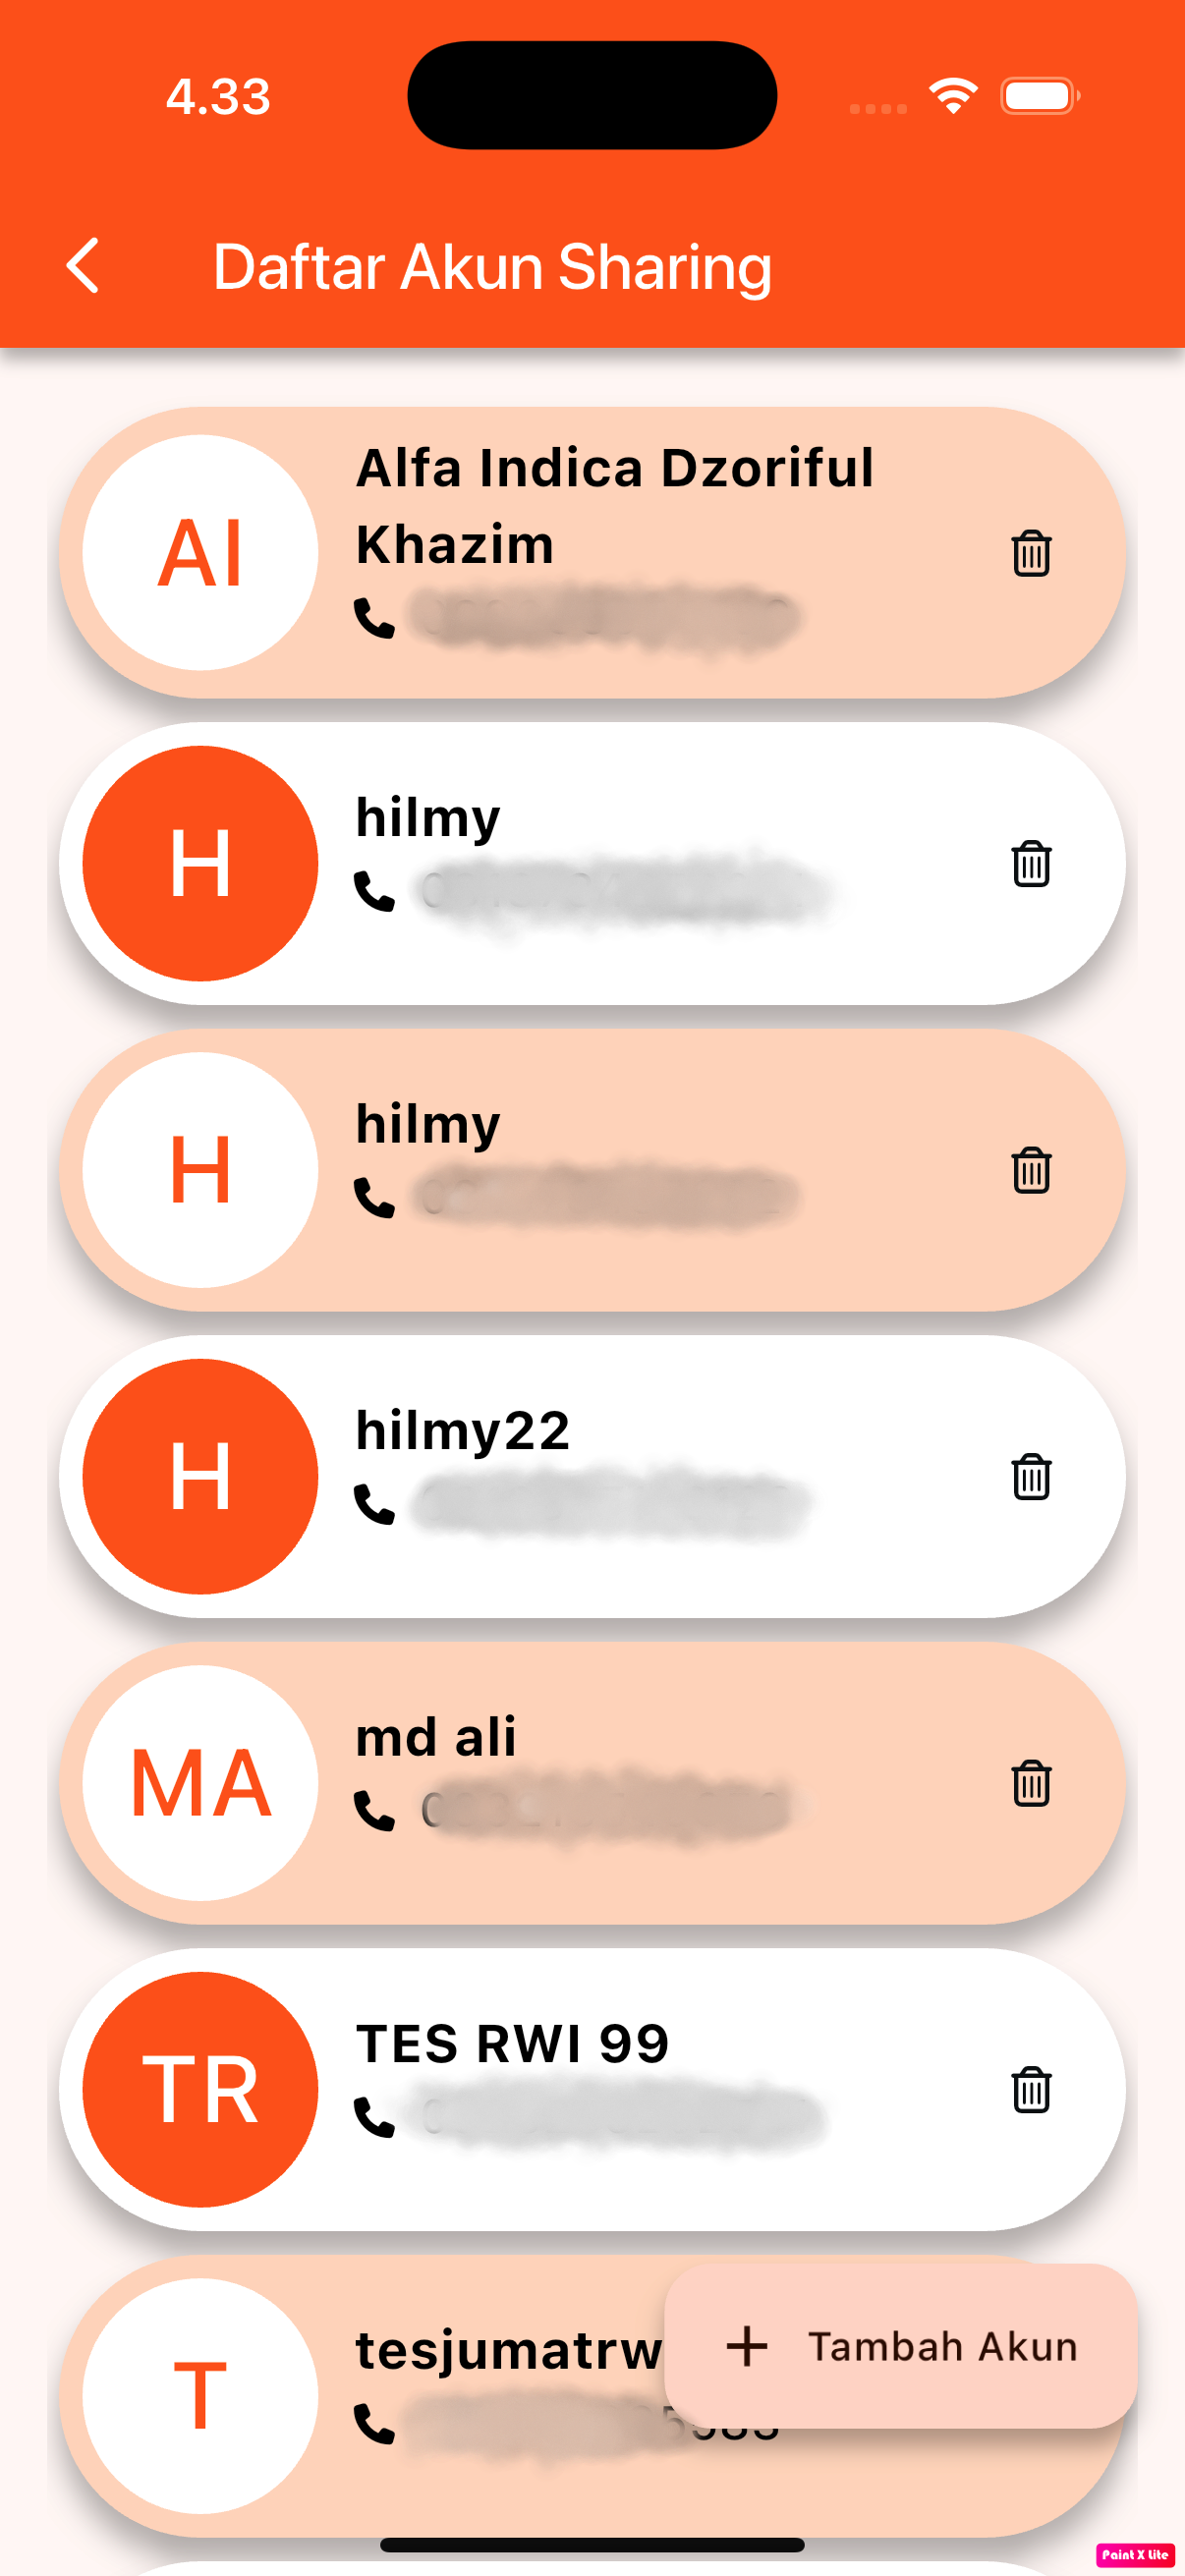 4.33
Daftar Akun Sharing
AI
Alfa Indica Dzoriful
Khazim
H
hilmy
H
hilmy
H
hilmy22
MA
md ali
TR
TES RWI 99
T
tesjumatrw
+ Tambah Akun
Paint X Lite